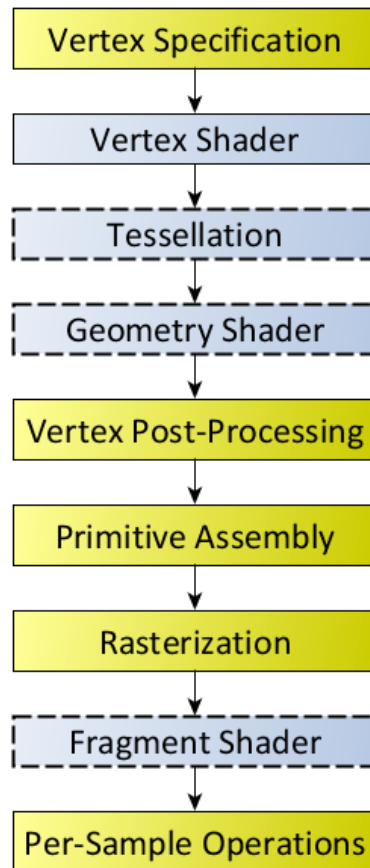 Vertex Specification
Vertex Shader
Tessellation
Geometry Shader
Vertex Post-Processing
Primitive Assembly
Rasterization
Fragment Shader
Per-Sample Operations